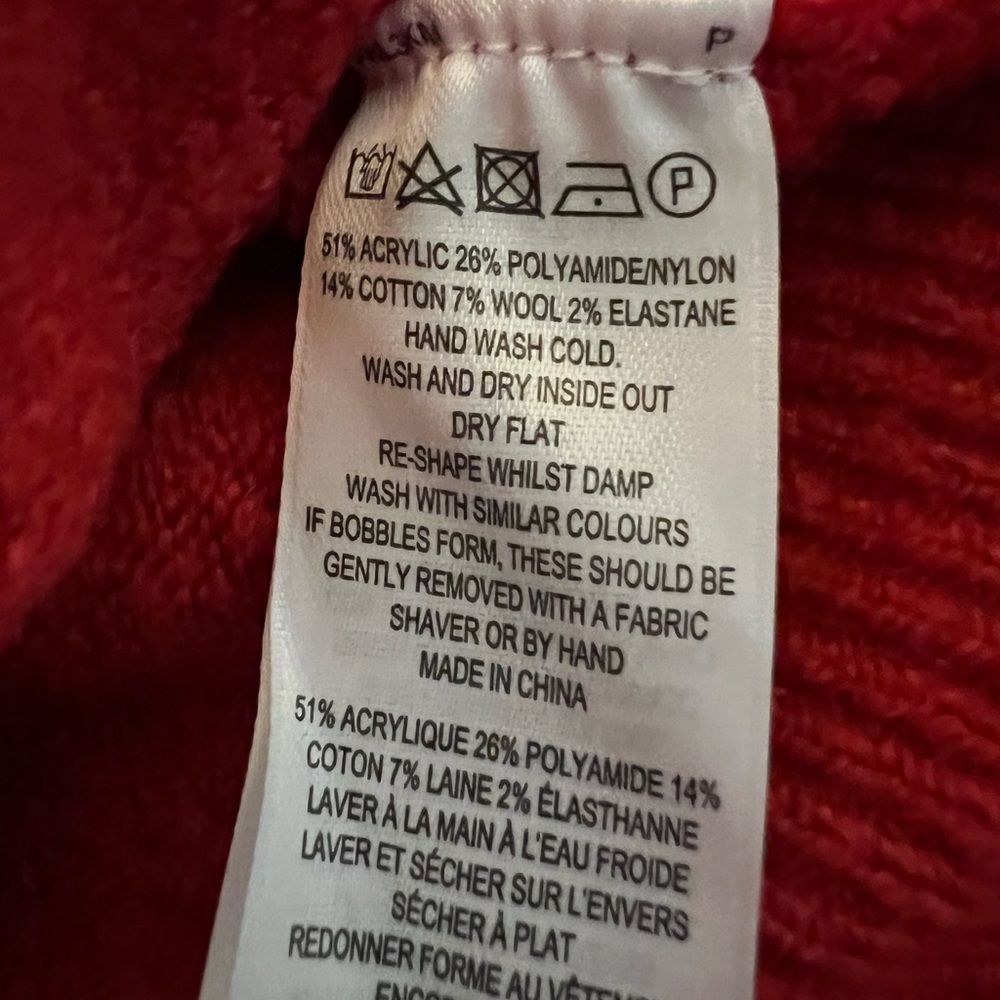 P
P
51% ACRYLIC 26% POLYAMIDE/NYLON
14% COTTON 7% WOOL 2% ELASTANE
HAND WASH COLD.
WASH AND DRY INSIDE OUT
DRY FLAT
RE-SHAPE WHILST DAMP
WASH WITH SIMILAR COLOURS
IF BOBBLES FORM, THESE SHOULD BE
GENTLY REMOVED WITH A FABRIC
SHAVER OR BY HAND
MADE IN CHINA
51% ACRYLIQUE 26% POLYAMIDE 14%
COTON 7% LAINE 2% ÉLASTHANNE
LAVER À LA MAIN À L'EAU FROIDE
LAVER ET SÉCHER SUR L'ENVERS
SÉCHER À PLAT
REDONNER FORME AU